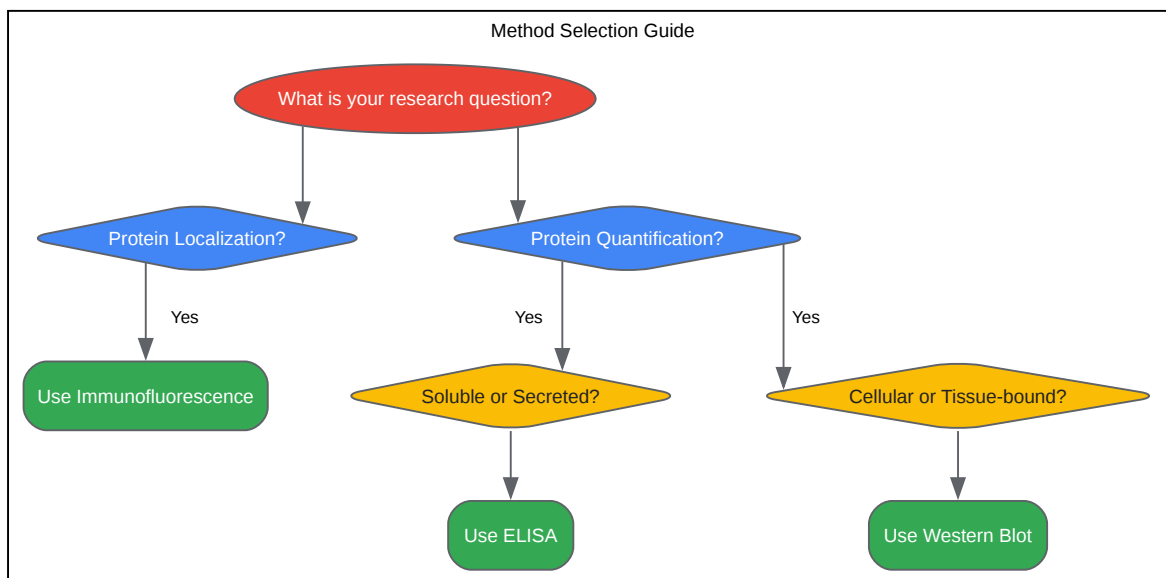 Method Selection Guide
What is your research question?
Protein Localization?
Protein Quantification?
Yes
Yes
Yes
Use Immunofluorescence
Soluble or Secreted?
Cellular or Tissue-bound?
Use ELISA
Use Western Blot